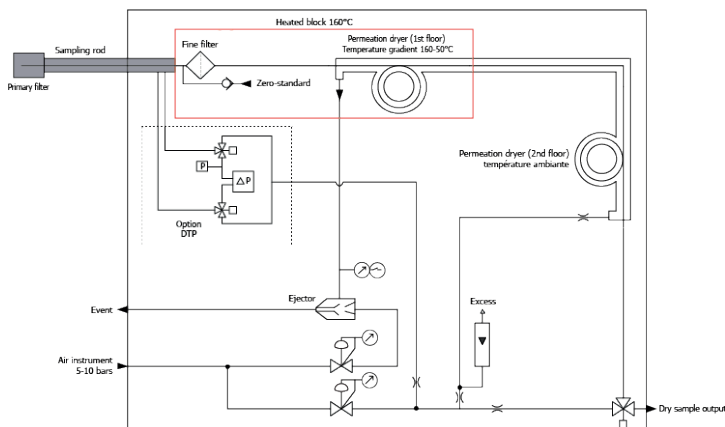 Heated block 160°C
Sampling rod
Fine filter
Permeation dryer (1st floor)
Temperature gradient 160-50°C
Primary filter
Zero-standard
Permeation dryer (2nd floor)
température ambiante
P
Δ P
Option
DTP
Ejector
Event
Excess
Air instrument
5-10 bars
Dry sample output